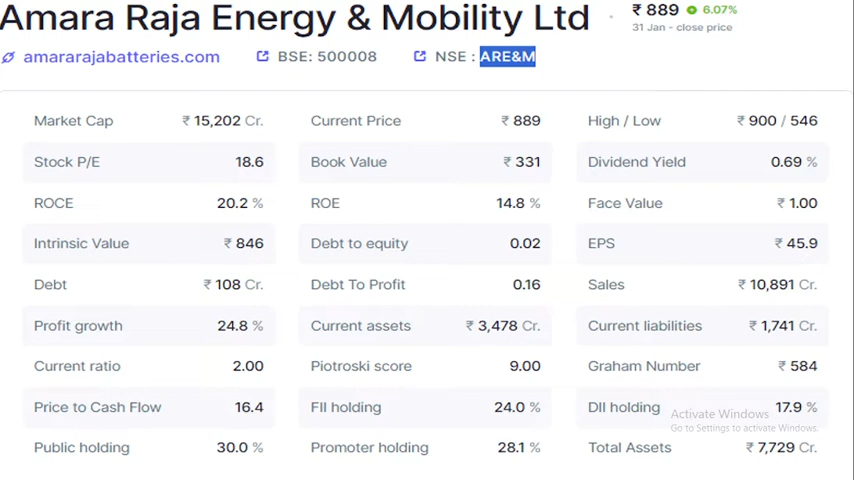 Amara Raja Energy & Mobility Ltd · ₹ 889 6.07%
31 Jan - close price
amararajabatteries.com BSE: 500008 NSE : ARE&M
Market Cap ₹ 15,202 Cr. Current Price ₹ 889 High / Low ₹ 900 / 546
Stock P/E 18.6 Book Value ₹ 331 Dividend Yield 0.69 %
ROCE 20.2 % ROE 14.8 % Face Value ₹ 1.00
Intrinsic Value ₹ 846 Debt to equity 0.02 EPS ₹ 45.9
Debt ₹ 108 Cr. Debt To Profit 0.16 Sales ₹ 10,891 Cr.
Profit growth 24.8 % Current assets ₹ 3,478 Cr. Current liabilities ₹ 1,741 Cr.
Current ratio 2.00 Piotroski score 9.00 Graham Number ₹ 584
Price to Cash Flow 16.4 FII holding 24.0 % DII holding 17.9 %
Activate Windows
Go to Settings to activate Windows.
Public holding 30.0 % Promoter holding 28.1 % Total Assets ₹ 7,729 Cr.